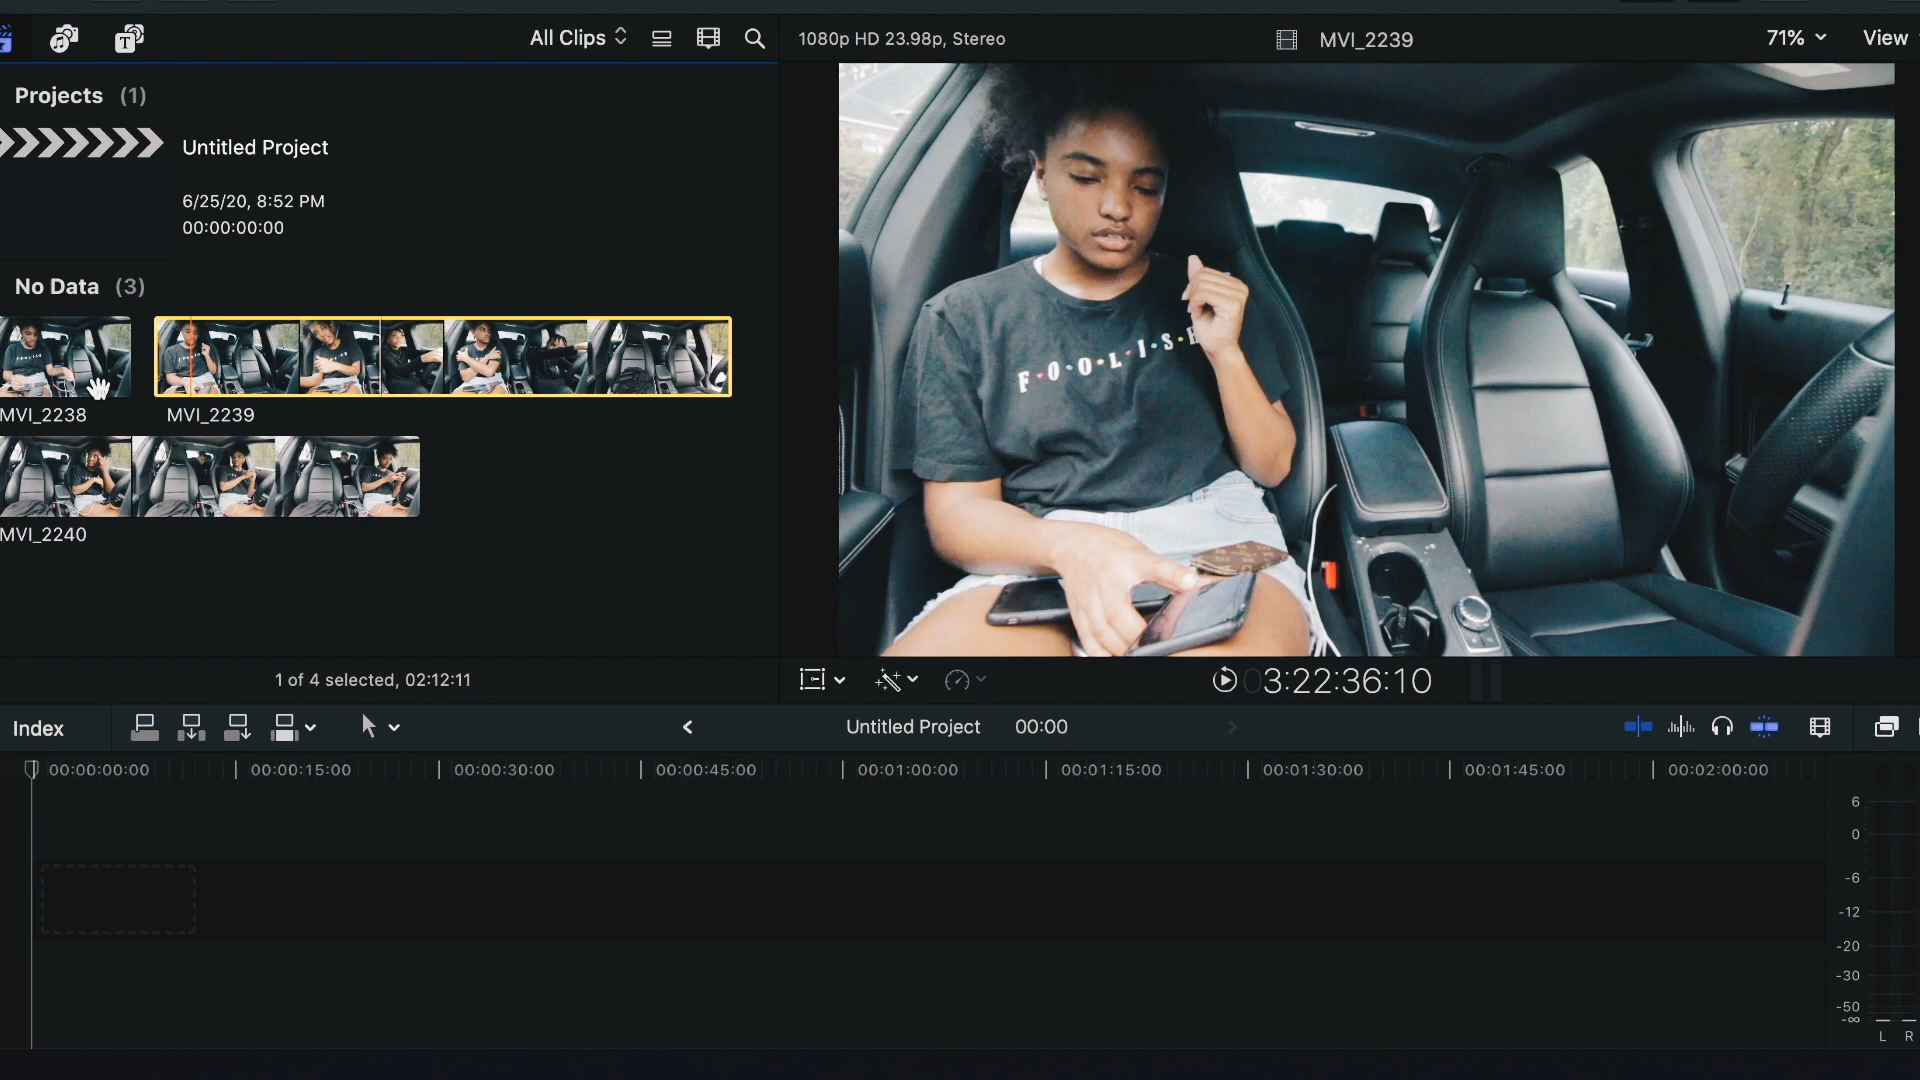 All Clips
1080p HD 23.98p, Stereo
MVI_2239
71%
View
Projects (1)
Untitled Project
6/25/20, 8:52 PM
00:00:00:00
No Data (3)
MVI_2238
MVI_2239
MVI_2240
F·O·O·L·I·S·H
1 of 4 selected, 02:12:11
03:22:36:10
Index
Untitled Project
00:00
00:00:00:00
00:00:15:00
00:00:30:00
00:00:45:00
00:01:00:00
00:01:15:00
00:01:30:00
00:01:45:00
00:02:00:00
6
0
-6
-12
-20
-30
-50
-∞
L R